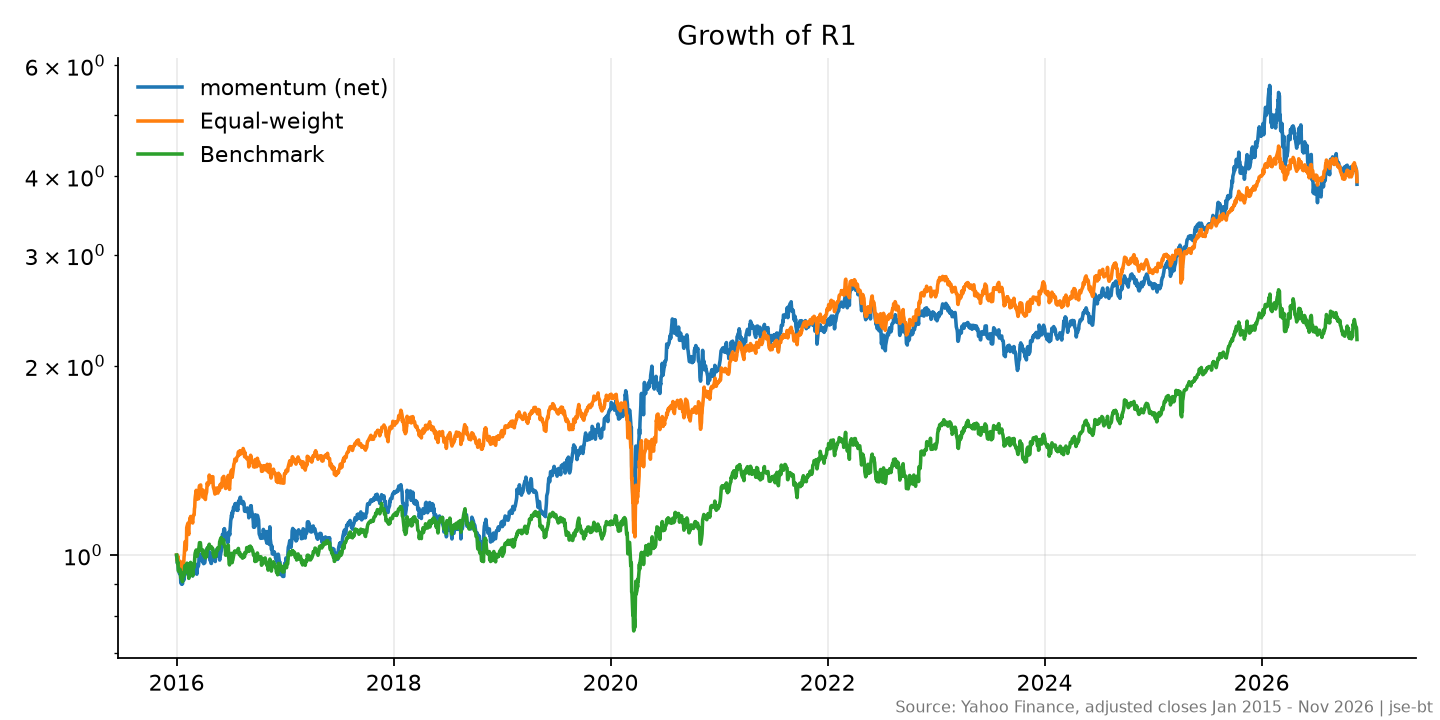 Growth of R1
momentum (net)
Equal-weight
Benchmark
6 × 10⁰
4 × 10⁰
3 × 10⁰
2 × 10⁰
10⁰
2016 2018 2020 2022 2024 2026
Source: Yahoo Finance, adjusted closes Jan 2015 - Nov 2026 | jse-bt